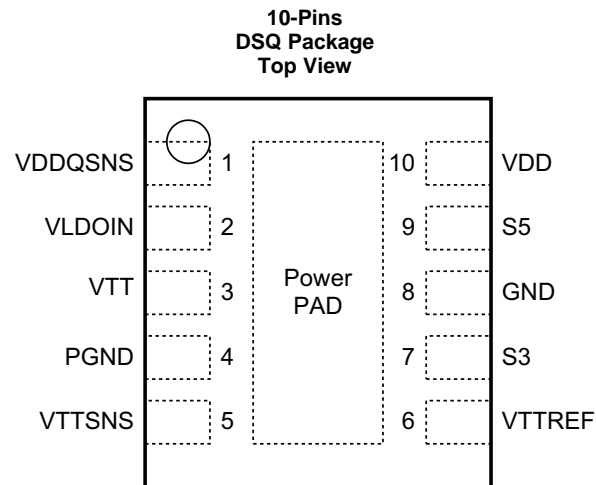 10-Pins
DSQ Package
Top View
VDDQSNS 1 10 VDD
VLDOIN 2 9 S5
VTT 3 Power PAD 8 GND
PGND 4 7 S3
VTTSNS 5 6 VTTREF